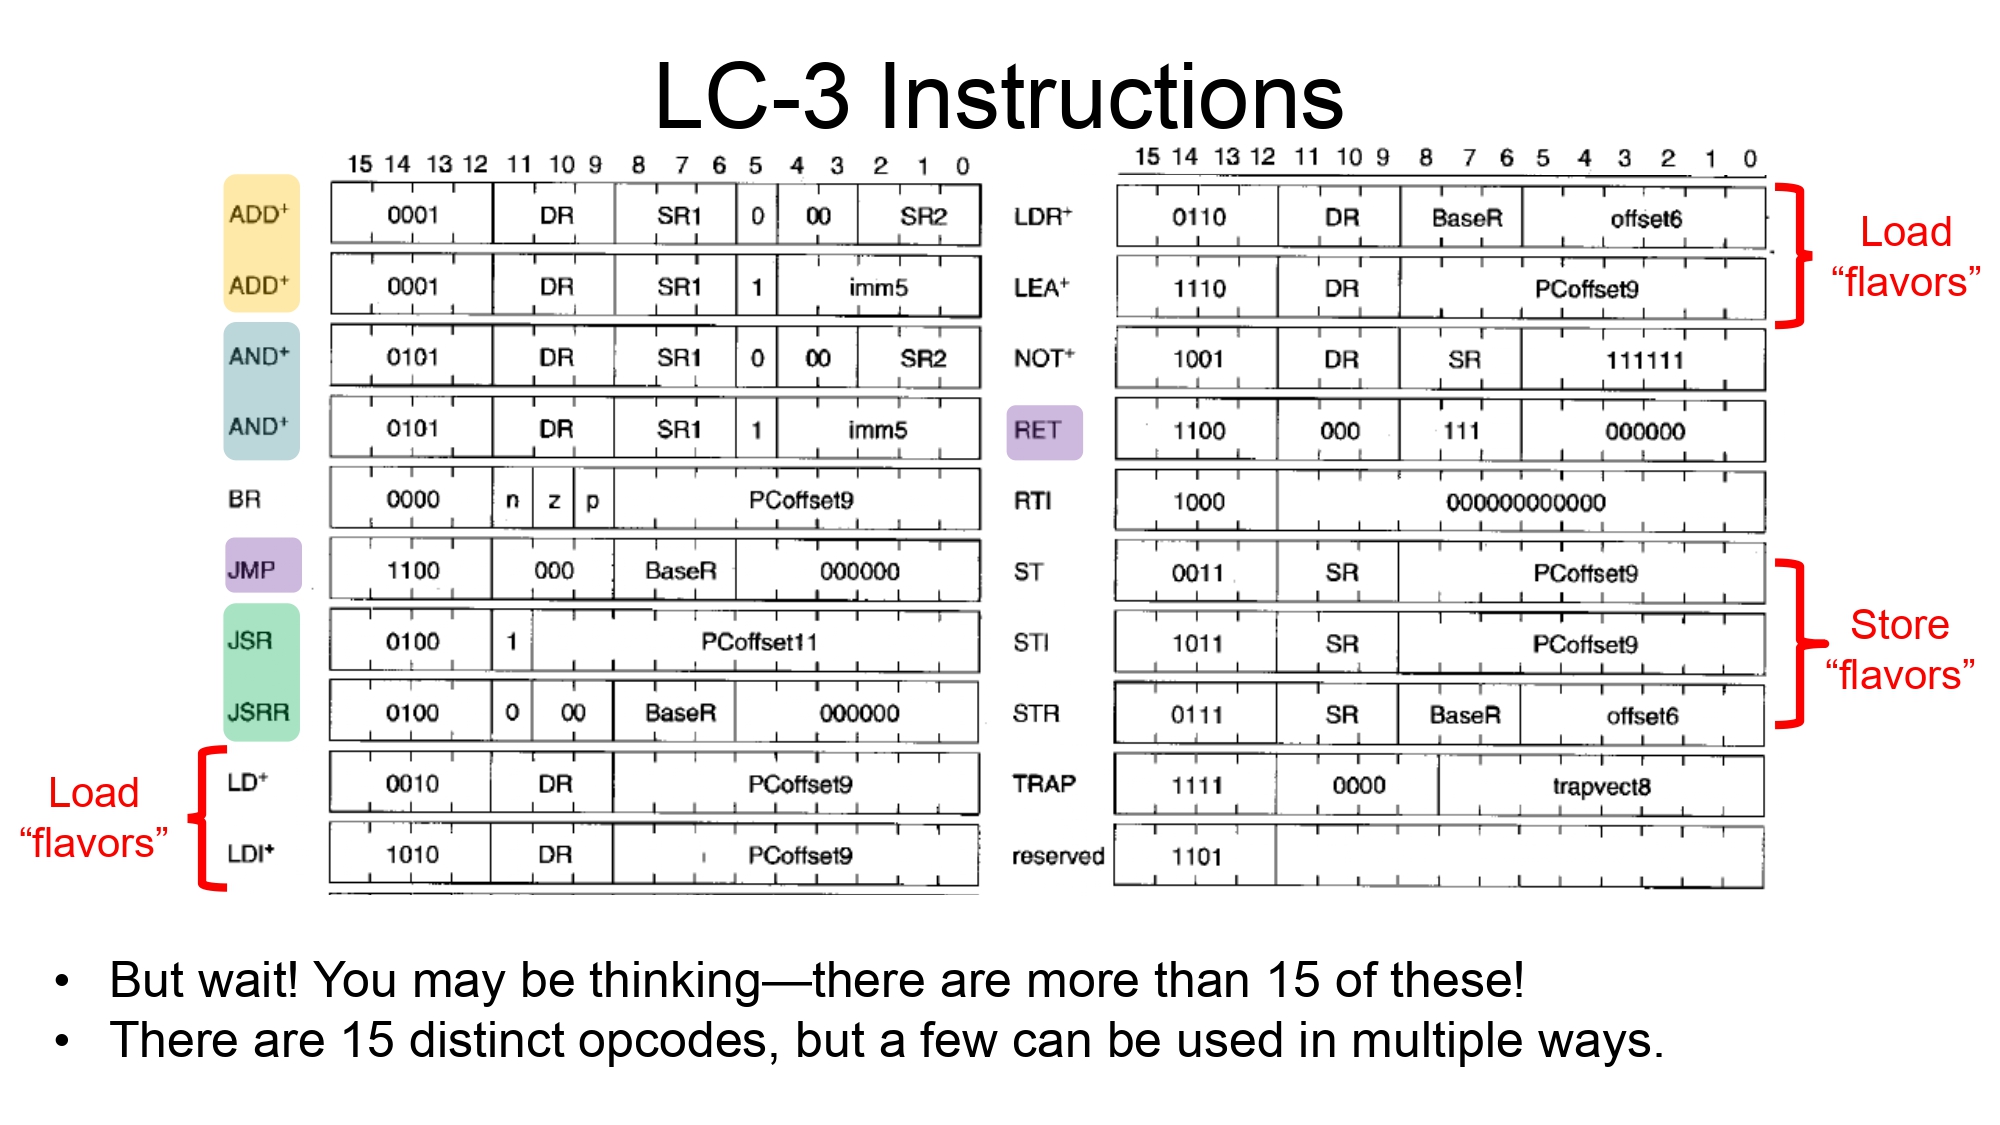 LC-3 Instructions
15 14 13 12 11 10 9 8 7 6 5 4 3 2 1 0
ADD+ 0001 DR SR1 0 00 SR2
ADD+ 0001 DR SR1 1 imm5
AND+ 0101 DR SR1 0 00 SR2
AND+ 0101 DR SR1 1 imm5
BR 0000 n z p PCoffset9
JMP 1100 000 BaseR 000000
JSR 0100 1 PCoffset11
JSRR 0100 0 00 BaseR 000000
LD+ 0010 DR PCoffset9
LDI+ 1010 DR PCoffset9
Load
“flavors”
15 14 13 12 11 10 9 8 7 6 5 4 3 2 1 0
LDR+ 0110 DR BaseR offset6
LEA+ 1110 DR PCoffset9
NOT+ 1001 DR SR 111111
RET 1100 000 111 000000
RTI 1000 000000000000
ST 0011 SR PCoffset9
STI 1011 SR PCoffset9
STR 0111 SR BaseR offset6
TRAP 1111 0000 trapvect8
reserved 1101
Load
“flavors”
Store
“flavors”
• But wait! You may be thinking—there are more than 15 of these!
• There are 15 distinct opcodes, but a few can be used in multiple ways.